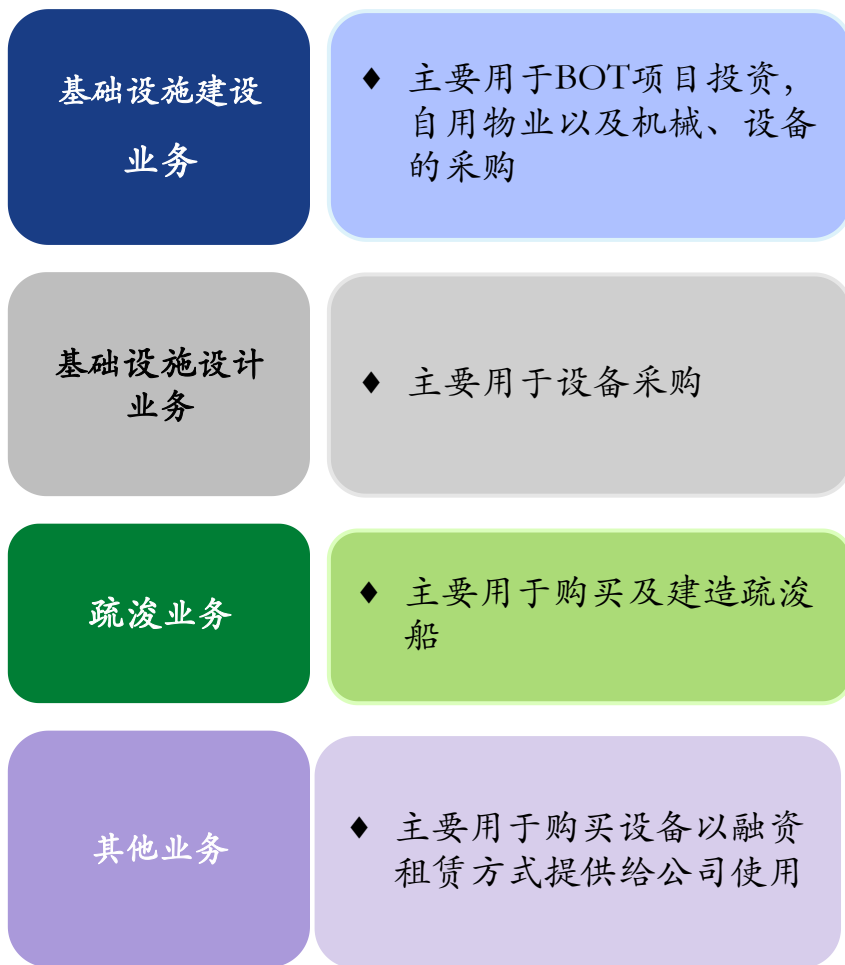 基础设施建设
业务
♦ 主要用于BOT项目投资，
自用物业以及机械、设备
的采购
基础设施设计
业务
♦ 主要用于设备采购
疏浚业务
♦ 主要用于购买及建造疏浚
船
其他业务
♦ 主要用于购买设备以融资
租赁方式提供给公司使用